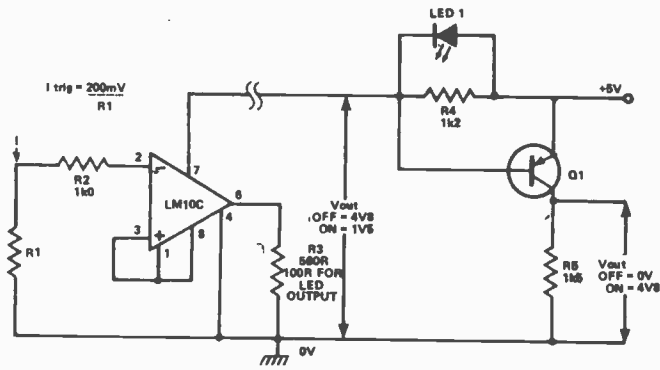 LED 1
I trig = 200mV
R1
+5V
R4
1k2
I
2
7
R2
1k0
LM10C
6
4
Q1
3
8
1
R1
Vout
OFF = 4V8
ON = 1V5
R3
560R
100R FOR
LED
OUTPUT
R5
1k5
Vout
OFF = 0V
ON = 4V8
0V